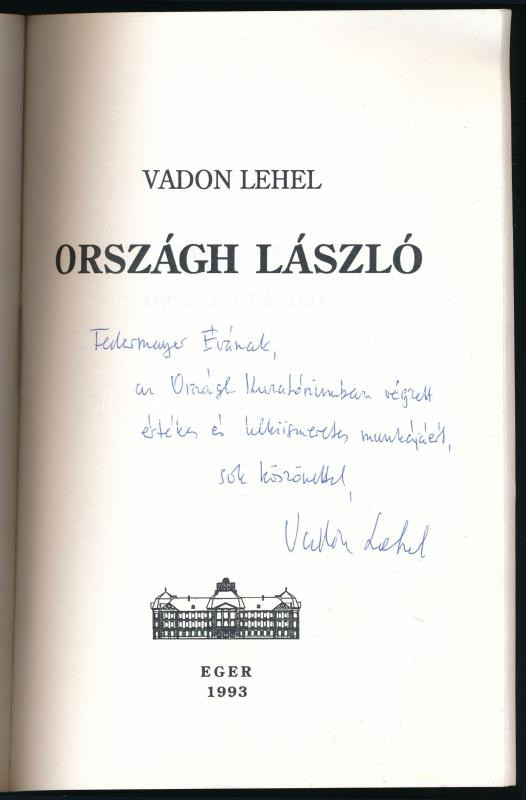 VADON LEHEL
ORSZÁGH LÁSZLÓ
Federmayer Évának,
az Országh Kuratóriumban végzett
értékes és lelkiismeretes munkájáért,
sok köszönettel,
Vadon Lehel
EGER
1993